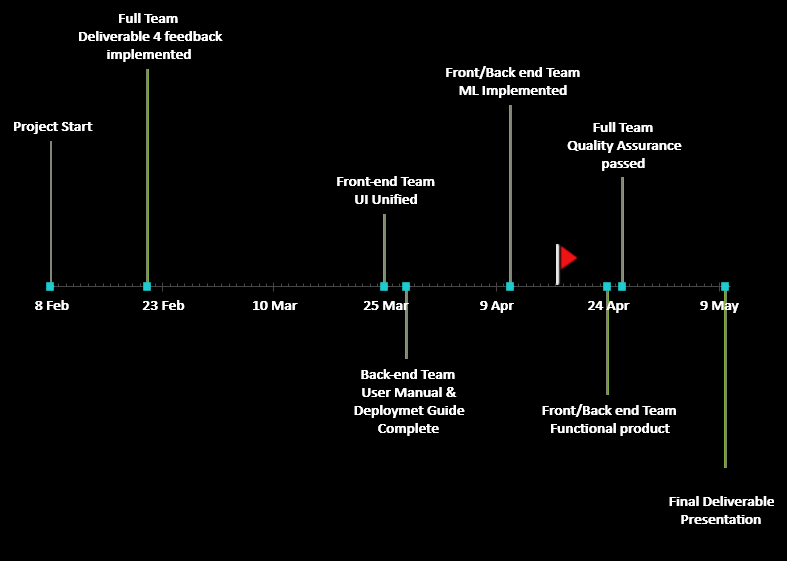 Full Team
Deliverable 4 feedback
implemented
Front/Back end Team
ML Implemented
Project Start
Full Team
Quality Assurance
passed
Front-end Team
UI Unified
8 Feb
23 Feb
10 Mar
25 Mar
9 Apr
24 Apr
9 May
Back-end Team
User Manual &
Deploymet Guide
Complete
Front/Back end Team
Functional product
Final Deliverable
Presentation